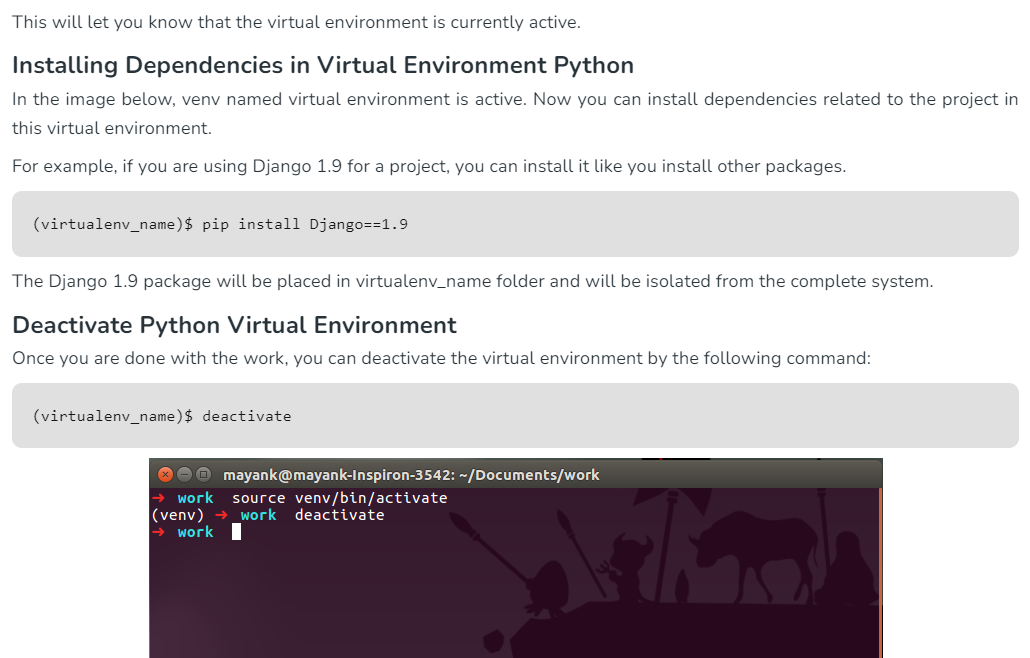 This will let you know that the virtual environment is currently active.
Installing Dependencies in Virtual Environment Python
In the image below, venv named virtual environment is active. Now you can install dependencies related to the project in
this virtual environment.
For example, if you are using Django 1.9 for a project, you can install it like you install other packages.
(virtualenv_name)$ pip install Django==1.9
The Django 1.9 package will be placed in virtualenv_name folder and will be isolated from the complete system.
Deactivate Python Virtual Environment
Once you are done with the work, you can deactivate the virtual environment by the following command:
(virtualenv_name)$ deactivate
mayank@mayank-Inspiron-3542: ~/Documents/work
→ work source venv/bin/activate
(venv) → work deactivate
→ work